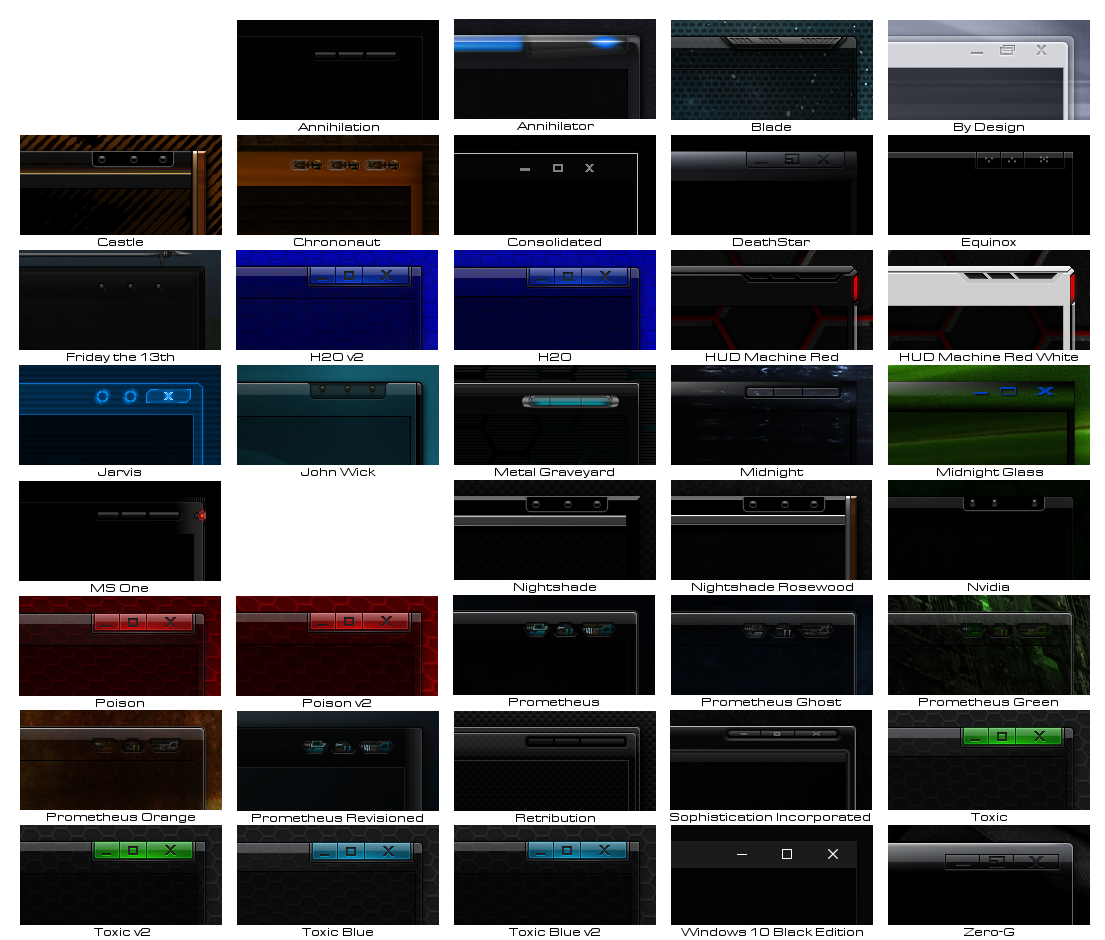 Annihilation Annihilator Blade By Design
Castle Chrononaut Consolidated DeathStar Equinox
Friday the 13th H2O v2 H2O HUD Machine Red HUD Machine Red White
Jarvis John Wick Metal Graveyard Midnight Midnight Glass
MS One Nightshade Nightshade Rosewood Nvidia
Poison Poison v2 Prometheus Prometheus Ghost Prometheus Green
Prometheus Orange Prometheus Revisioned Retribution Sophistication Incorporated Toxic
Toxic v2 Toxic Blue Toxic Blue v2 Windows 10 Black Edition Zero-G